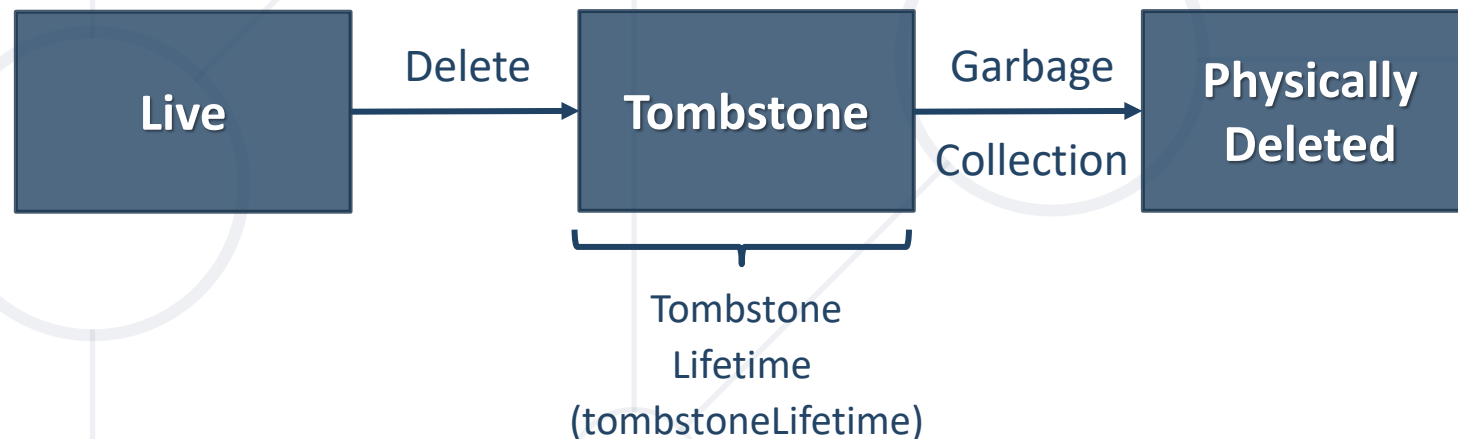 Live
Delete
Tombstone
Garbage
Collection
Physically
Deleted
Tombstone
Lifetime
(tombstoneLifetime)